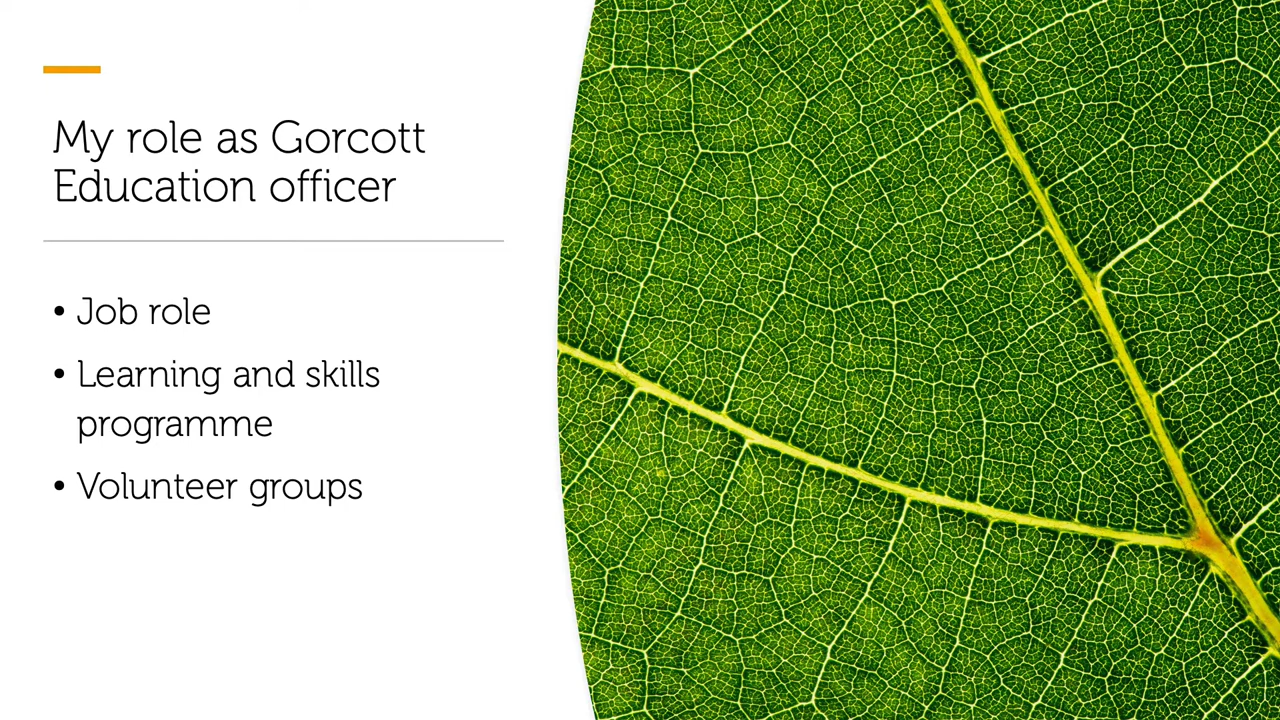 My role as Gorcott
Education officer
• Job role
• Learning and skills
programme
• Volunteer groups